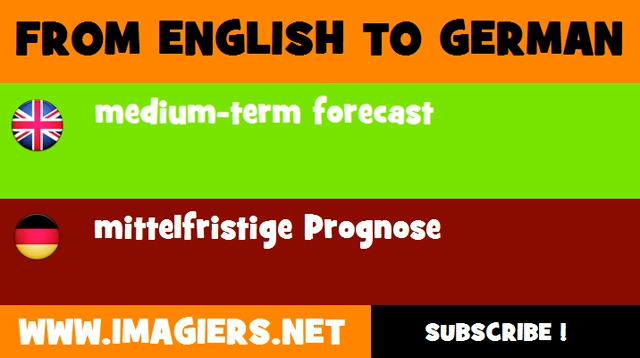 FROM ENGLISH TO GERMAN
medium-term forecast
mittelfristige Prognose
WWW.IMAGIERS.NET
SUBSCRIBE !